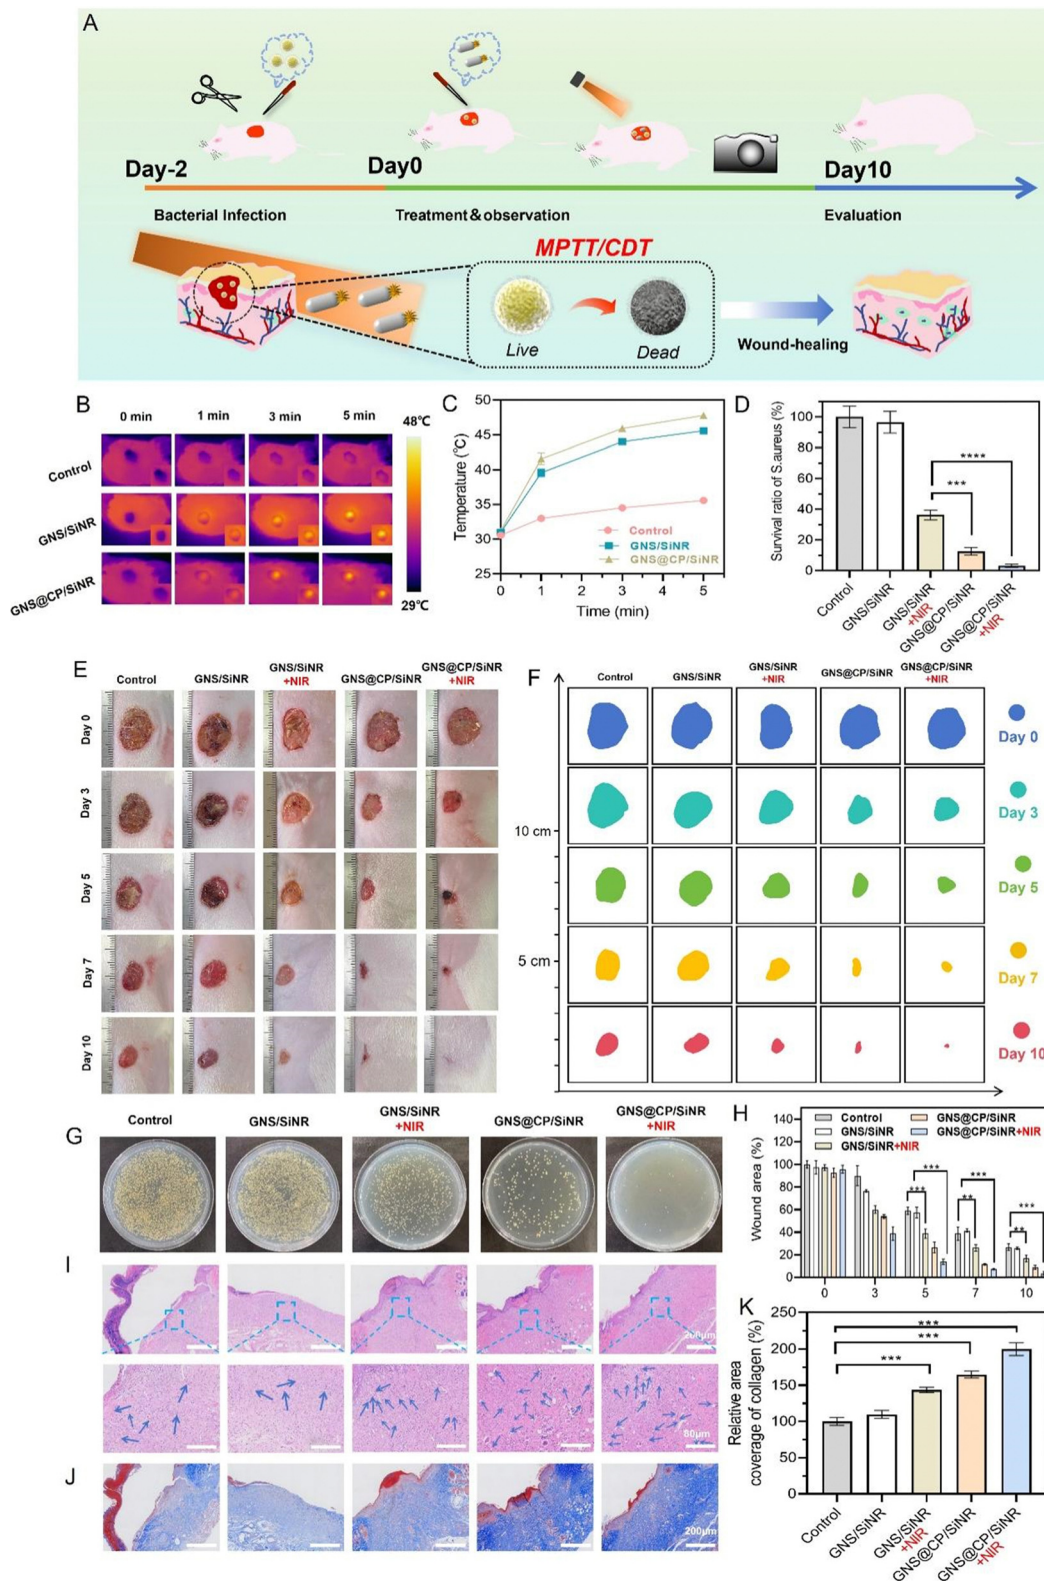 A
Day-2
Day0
Day10
Bacterial Infection
Treatment&observation
Evaluation
MPTT/CDT
Live
Dead
Wound-healing
B
0 min
1 min
3 min
5 min
48℃
Control
GNS/SiNR
GNS@CP/SiNR
29℃
C
Temperature (℃)
50
45
40
35
30
25
Control
GNS/SiNR
GNS@CP/SiNR
0
1
3
5
Time (min)
D
Survival ratio of S.aureus (%)
100
80
60
40
20
0
****
***
Control
GNS/SiNR
GNS/SiNR
+NIR
GNS@CP/SiNR
GNS@CP/SiNR
+NIR
E
Control
GNS/SiNR
GNS/SiNR
+NIR
GNS@CP/SiNR
GNS@CP/SiNR
+NIR
Day 0
Day 3
Day 5
Day 7
Day 10
F
Control
GNS/SiNR
GNS/SiNR
+NIR
GNS@CP/SiNR
GNS@CP/SiNR
+NIR
Day 0
Day 3
10 cm
Day 5
5 cm
Day 7
Day 10
G
Control
GNS/SiNR
GNS/SiNR
+NIR
GNS@CP/SiNR
GNS@CP/SiNR
+NIR
H
Wound area (%)
140
120
100
80
60
40
20
0
Control
GNS/SiNR
GNS/SiNR+NIR
GNS@CP/SiNR
GNS@CP/SiNR+NIR
***
***
***
**
***
**
0
3
5
7
10
I
200μm
80μm
J
200μm
K
Relative area
coverage of collagen (%)
250
200
150
100
50
0
***
***
***
Control
GNS/SiNR
GNS/SiNR
+NIR
GNS@CP/SiNR
GNS@CP/SiNR
+NIR